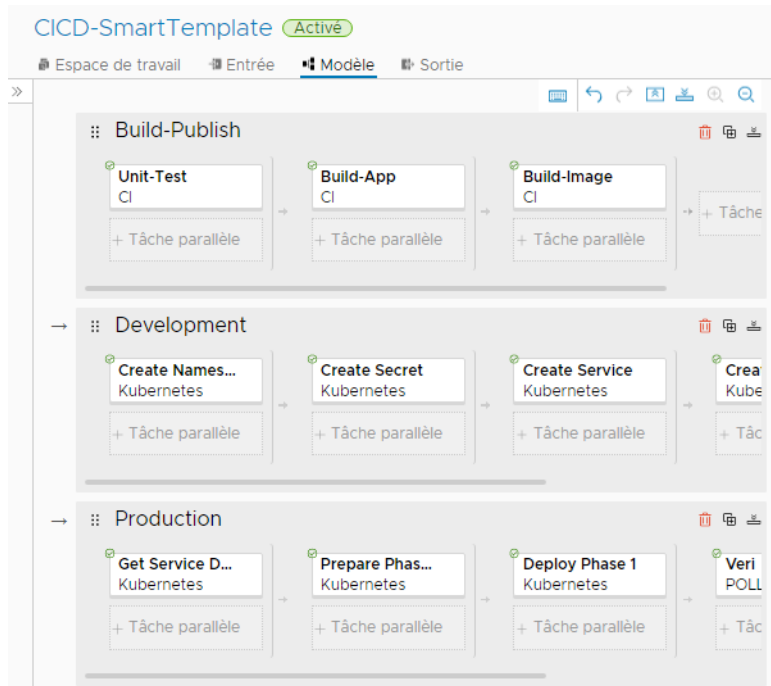 CICD-SmartTemplate Activé
Espace de travail Entrée Modèle Sortie
Build-Publish
Unit-Test Build-App Build-Image
CI CI CI
+ Tâche parallèle + Tâche parallèle + Tâche parallèle + Tâche
Development
Create Names... Create Secret Create Service Crea
Kubernetes Kubernetes Kubernetes Kube
+ Tâche parallèle + Tâche parallèle + Tâche parallèle + Tâc
Production
Get Service D... Prepare Phas... Deploy Phase 1 Veri
Kubernetes Kubernetes Kubernetes POLL
+ Tâche parallèle + Tâche parallèle + Tâche parallèle + Tâc